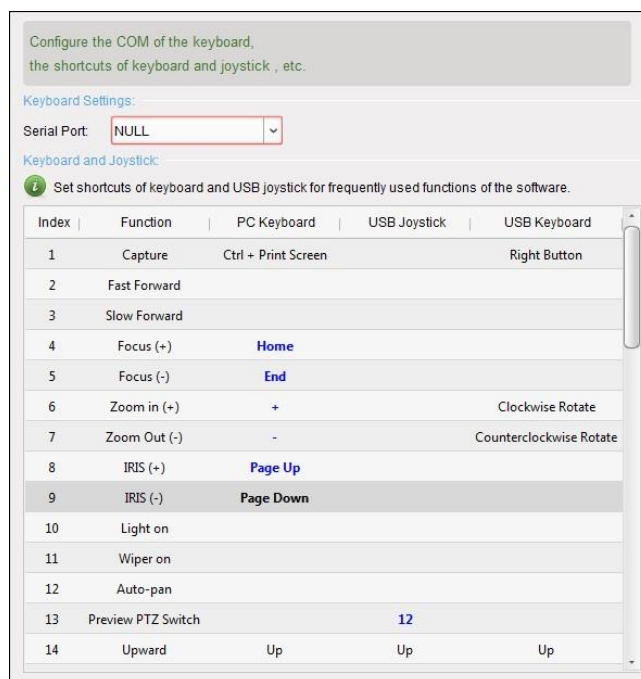 Configure the COM of the keyboard,
the shortcuts of keyboard and joystick , etc.
Keyboard Settings:
Serial Port: NULL
Keyboard and Joystick:
Set shortcuts of keyboard and USB joystick for frequently used functions of the software.
Index Function PC Keyboard USB Joystick USB Keyboard
1 Capture Ctrl + Print Screen Right Button
2 Fast Forward
3 Slow Forward
4 Focus (+) Home
5 Focus (-) End
6 Zoom in (+) + Clockwise Rotate
7 Zoom Out (-) - Counterclockwise Rotate
8 IRIS (+) Page Up
9 IRIS (-) Page Down
10 Light on
11 Wiper on
12 Auto-pan
13 Preview PTZ Switch 12
14 Upward Up Up Up